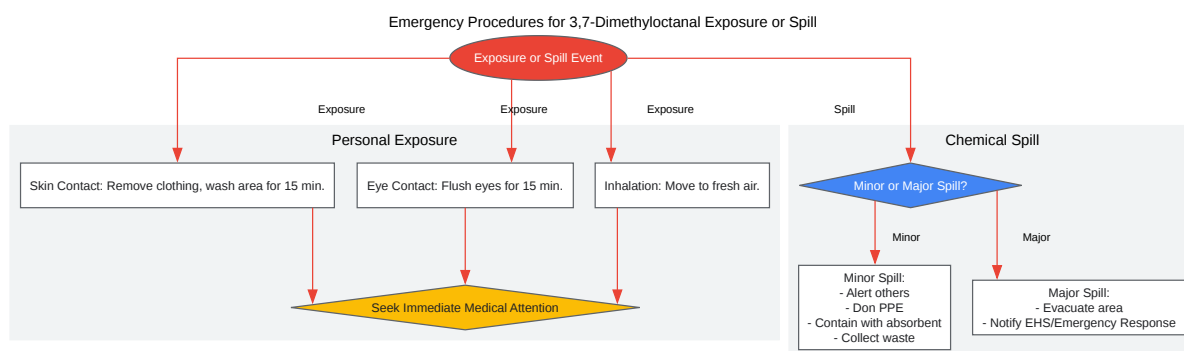 Emergency Procedures for 3,7-Dimethyloctanal Exposure or Spill
Exposure or Spill Event
Exposure
Exposure
Exposure
Spill
Personal Exposure
Chemical Spill
Skin Contact: Remove clothing, wash area for 15 min.
Eye Contact: Flush eyes for 15 min.
Inhalation: Move to fresh air.
Minor or Major Spill?
Minor
Major
Seek Immediate Medical Attention
Minor Spill:
- Alert others
- Don PPE
- Contain with absorbent
- Collect waste
Major Spill:
- Evacuate area
- Notify EHS/Emergency Response